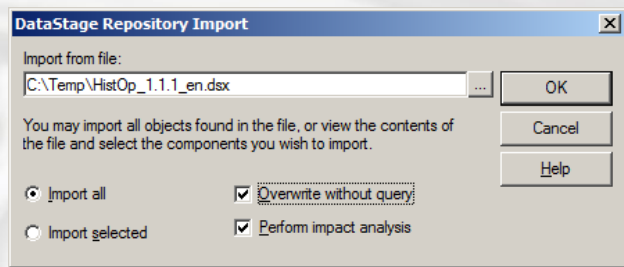 DataStage Repository Import
Import from file:
C:\Temp\HistOp_1.1.1_en.dsx
...
OK
You may import all objects found in the file, or view the contents of
the file and select the components you wish to import.
Cancel
Help
Import all
Overwrite without query
Import selected
Perform impact analysis